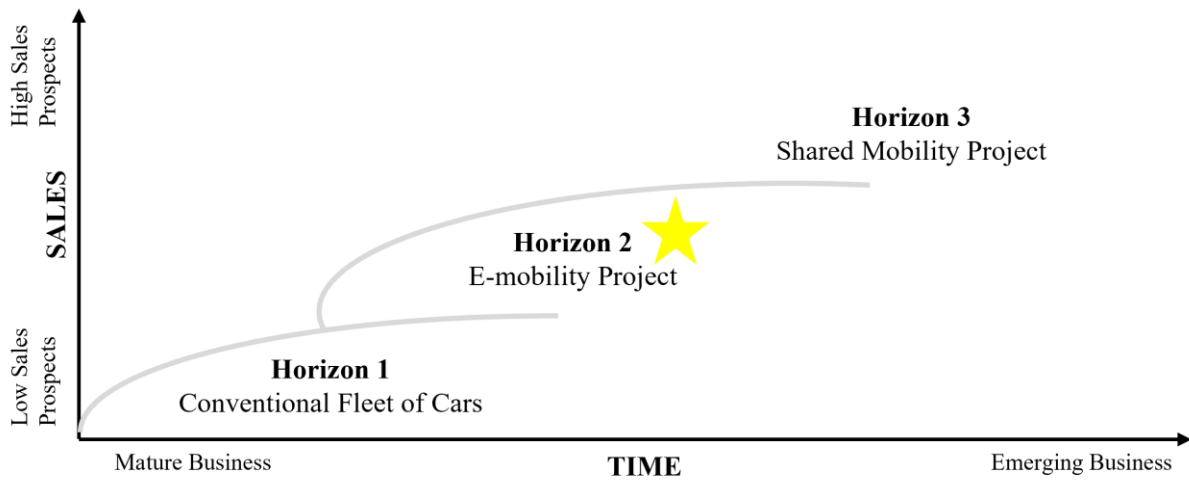 High Sales
Prospects
SALES
Low Sales
Prospects
Horizon 3
Shared Mobility Project
Horizon 2
E-mobility Project
Horizon 1
Conventional Fleet of Cars
Mature Business
TIME
Emerging Business